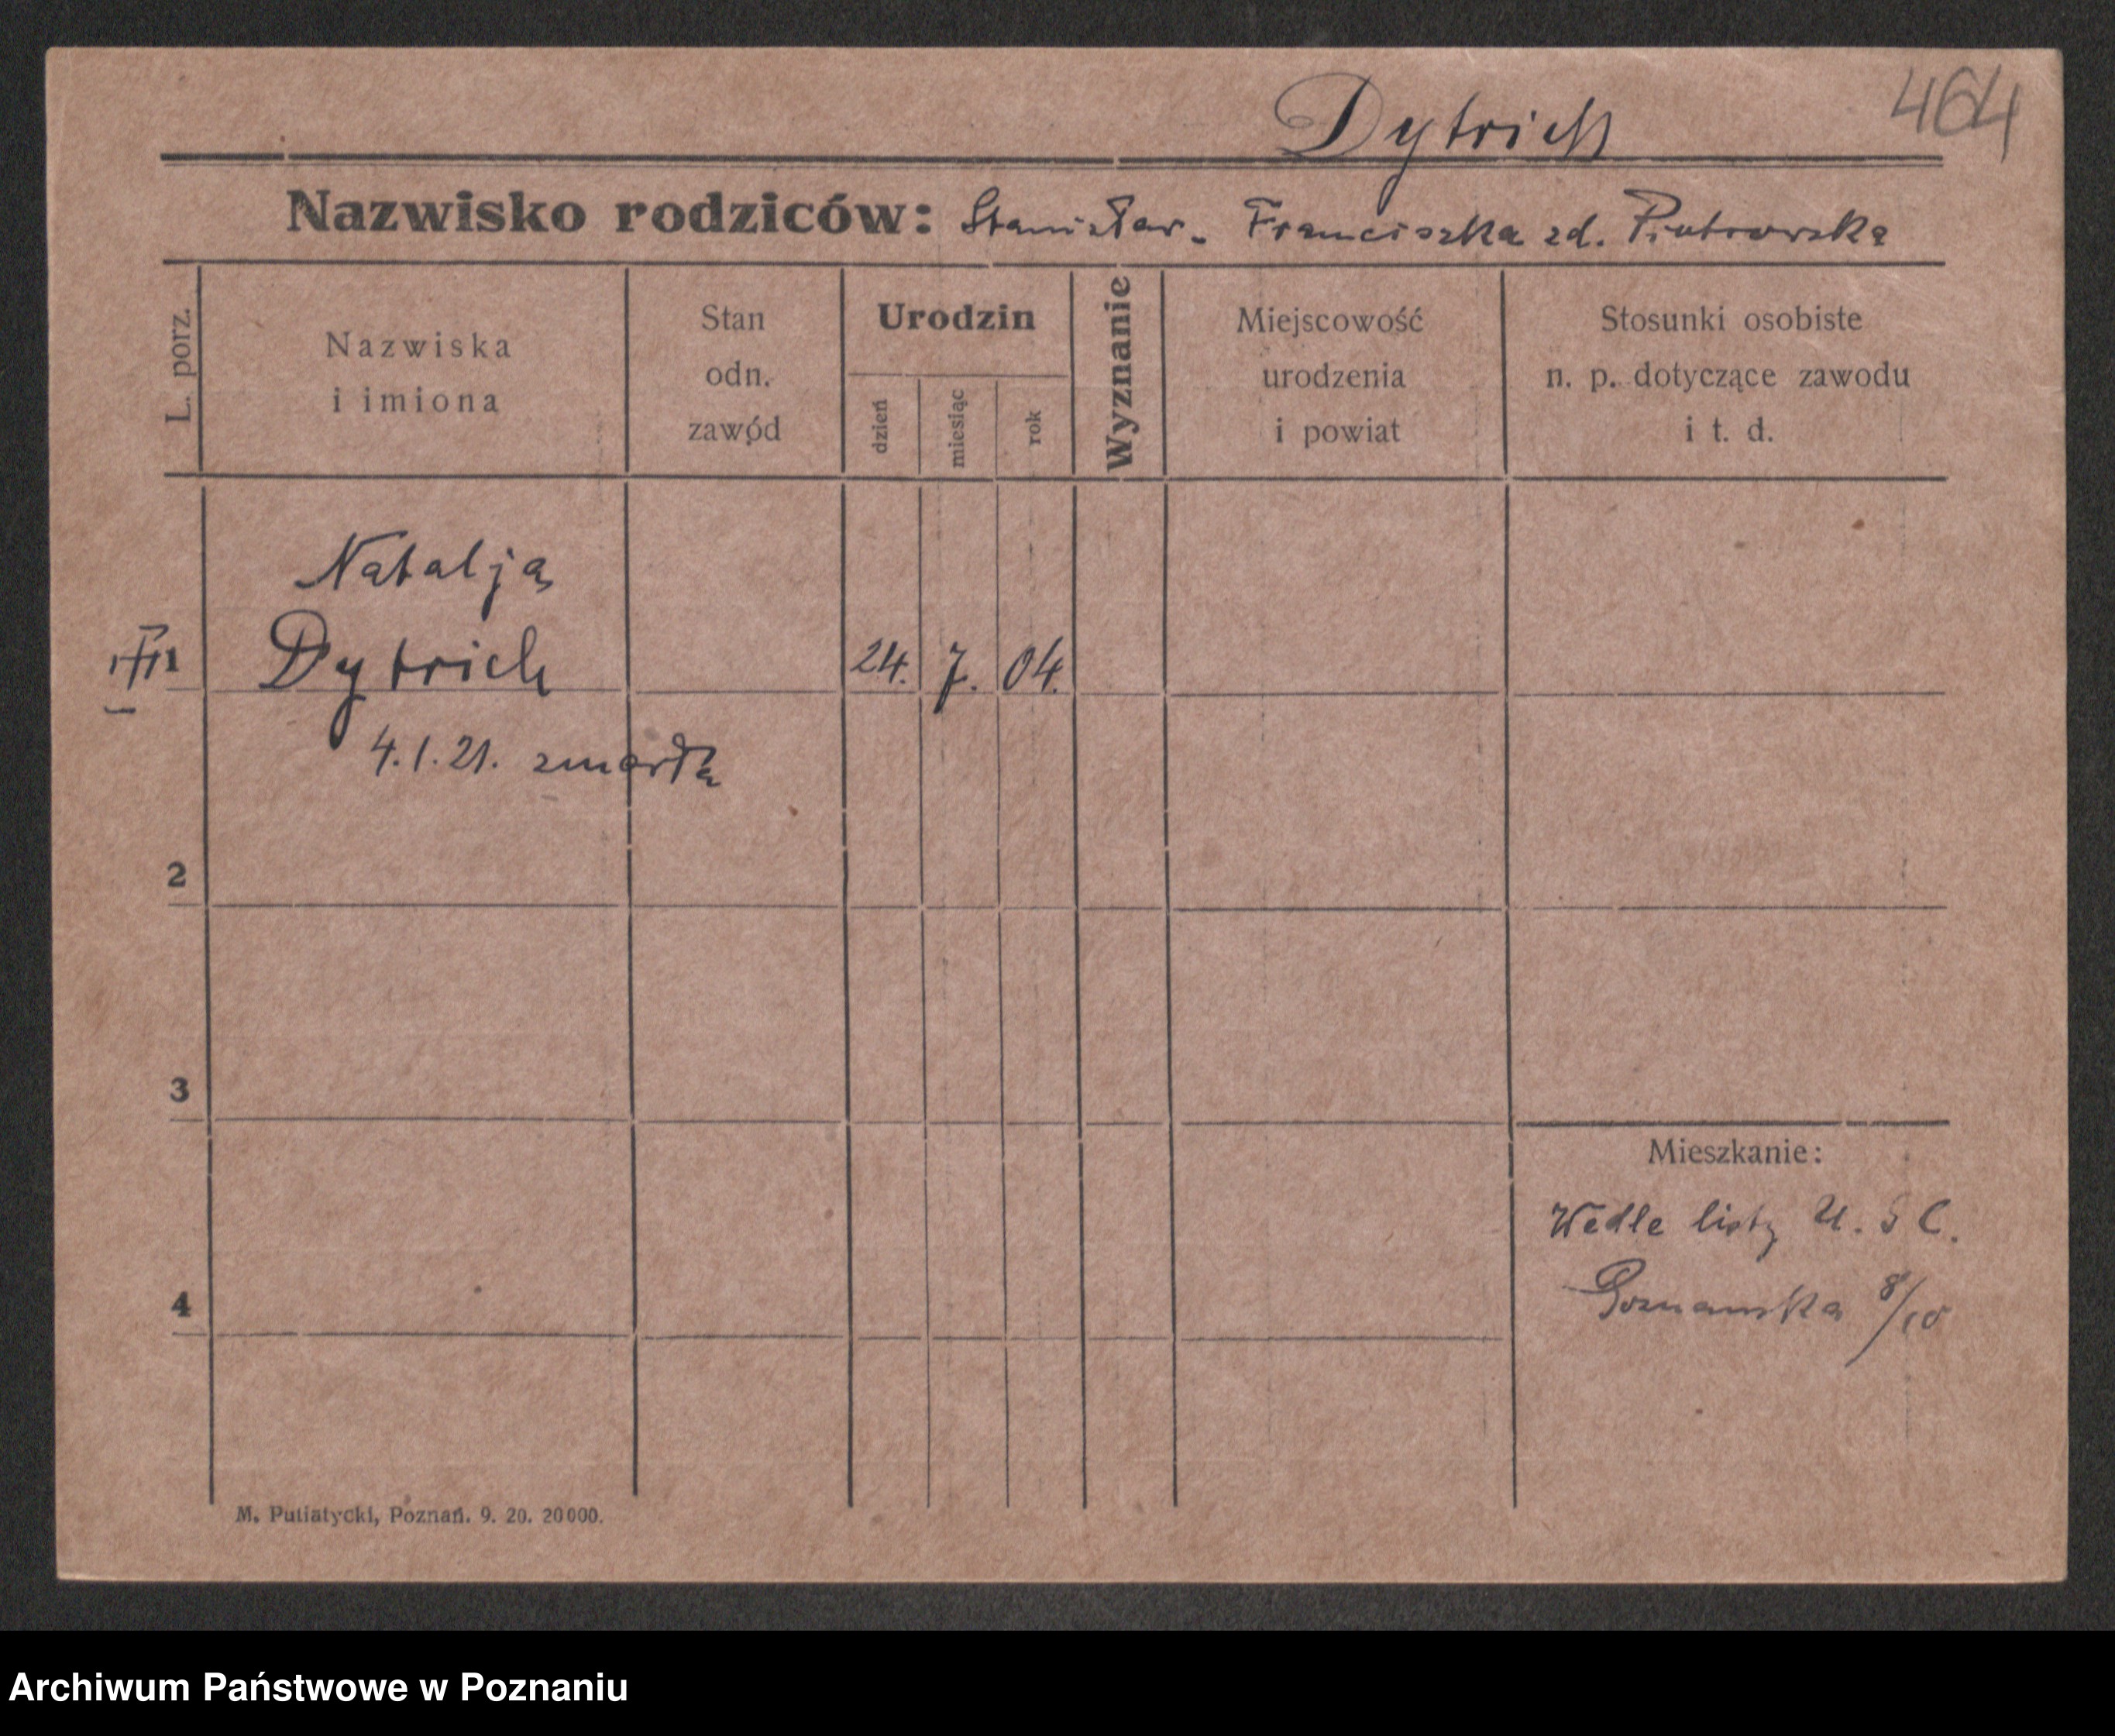 464
Dytrich
Nazwisko rodziców: Stanisław. Franciszka zd. Piotrowska
L. porz.
Nazwiska
i imiona
Stan
odn.
zawód
Urodzin
dzień
miesiąc
rok
Wyznanie
Miejscowość
urodzenia
i powiat
Stosunki osobiste
n. p. dotyczące zawodu
i t. d.
Natalja
1 Dytrich 24. 7. 04.
4.1.21. zmarła
2
3
Mieszkanie:
Wedle listy U. S C.
Poznanska 8/10
4
M. Putiatycki, Poznań. 9. 20. 20000.
Archiwum Państwowe w Poznaniu